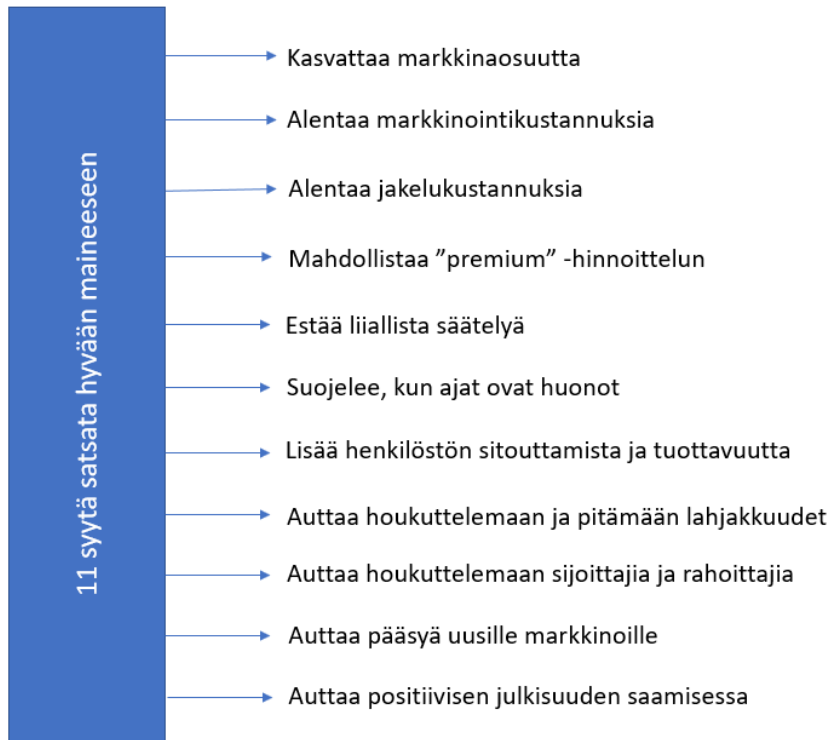 11 syytä satsata hyvään maineeseen
Kasvattaa markkinaosuutta
Alentaa markkinointikustannuksia
Alentaa jakelukustannuksia
Mahdollistaa ”premium” -hinnoittelun
Estää liiallista säätelyä
Suojelee, kun ajat ovat huonot
Lisää henkilöstön sitouttamista ja tuottavuutta
Auttaa houkuttelemaan ja pitämään lahjakkuudet
Auttaa houkuttelemaan sijoittajia ja rahoittajia
Auttaa pääsyä uusille markkinoille
Auttaa positiivisen julkisuuden saamisessa